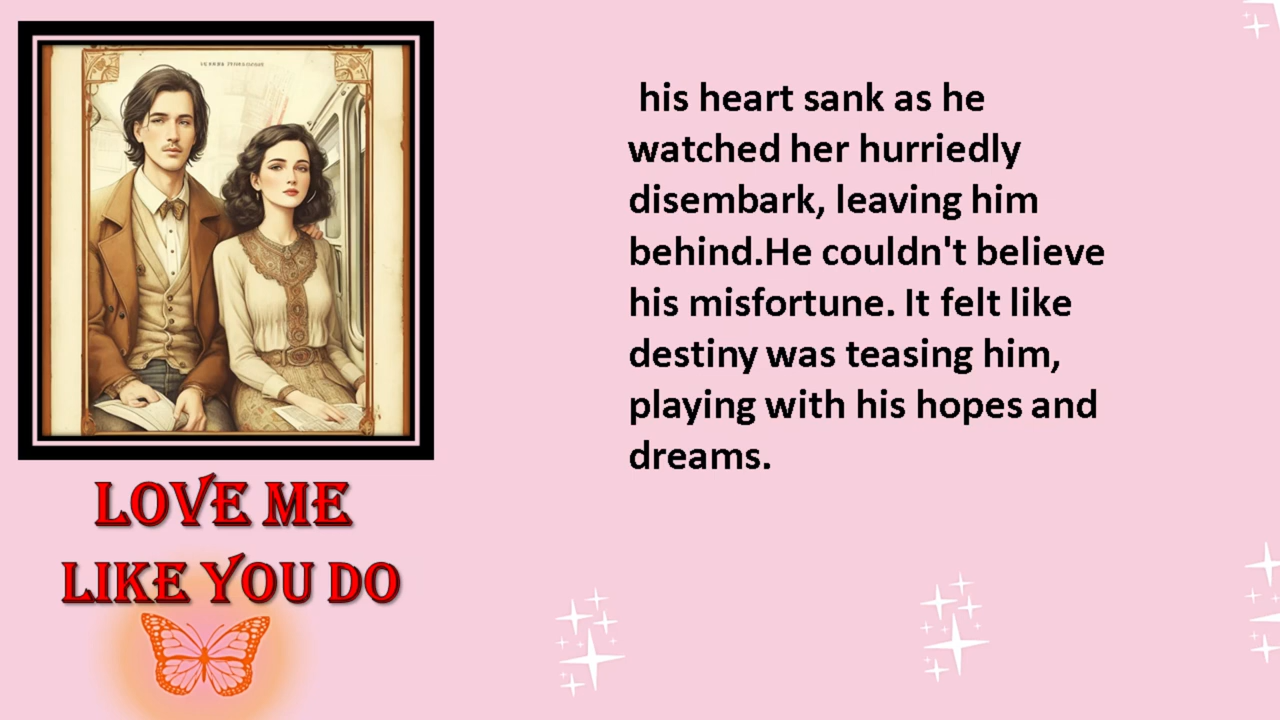 his heart sank as he
watched her hurriedly
disembark, leaving him
behind.He couldn't believe
his misfortune. It felt like
destiny was teasing him,
playing with his hopes and
dreams.
LOVE ME
LIKE YOU DO